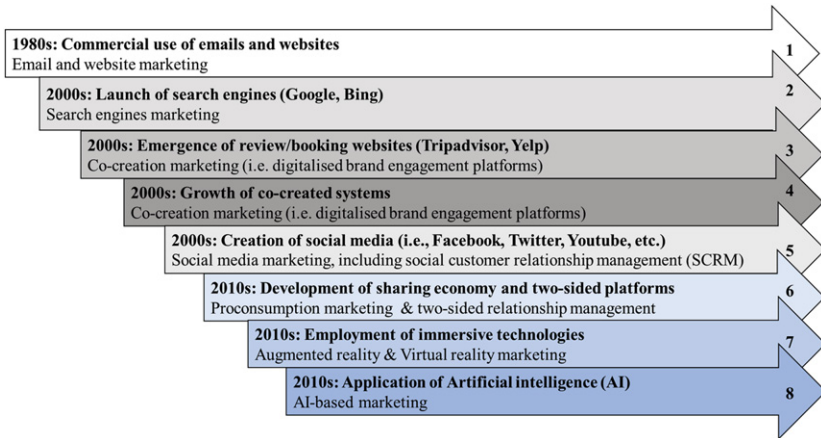 1980s: Commercial use of emails and websites
Email and website marketing
1
2000s: Launch of search engines (Google, Bing)
Search engines marketing
2
2000s: Emergence of review/booking websites (Tripadvisor, Yelp)
Co-creation marketing (i.e. digitalised brand engagement platforms)
3
2000s: Growth of co-created systems
Co-creation marketing (i.e. digitalised brand engagement platforms)
4
2000s: Creation of social media (i.e., Facebook, Twitter, Youtube, etc.)
Social media marketing, including social customer relationship management (SCRM)
5
2010s: Development of sharing economy and two-sided platforms
Proconsumption marketing & two-sided relationship management
6
2010s: Employment of immersive technologies
Augmented reality & Virtual reality marketing
7
2010s: Application of Artificial intelligence (AI)
AI-based marketing
8